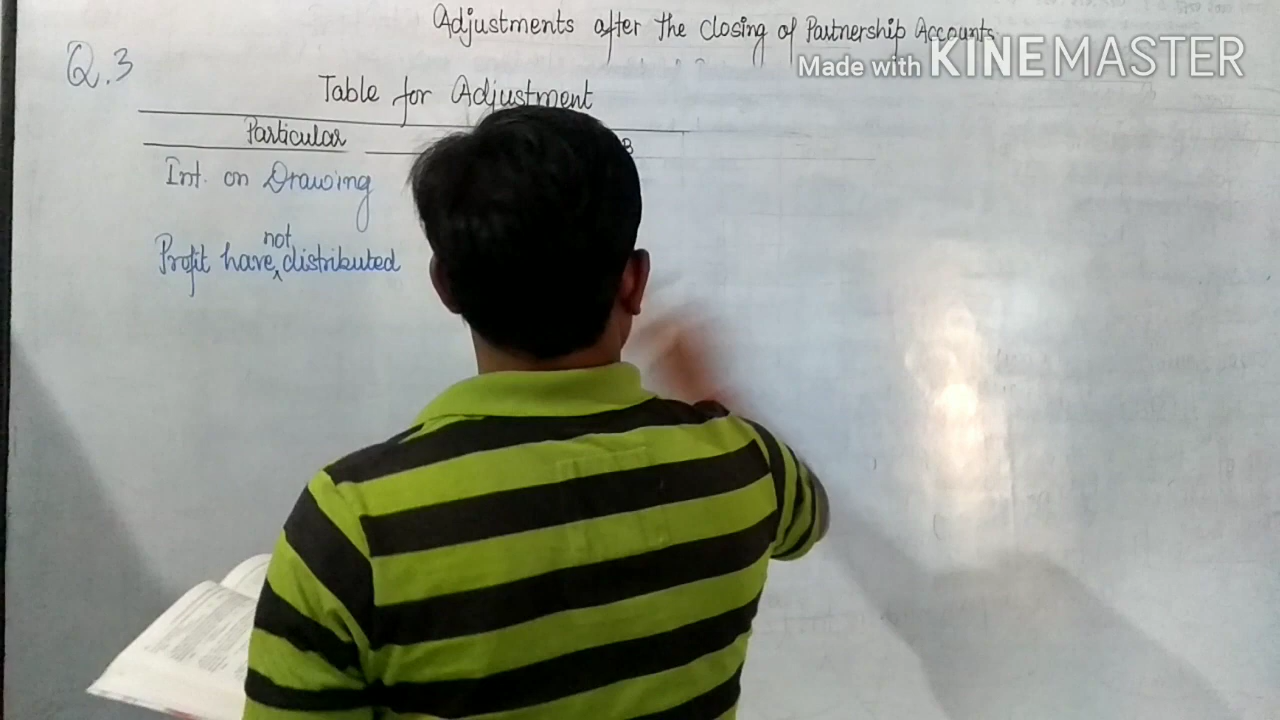 Adjustments after the closing of Partnership Accounts
Made with KINEMASTER
Q.3
Table for Adjustment
Particular
B
Int. on Drawing
not
Profit have ^ distributed